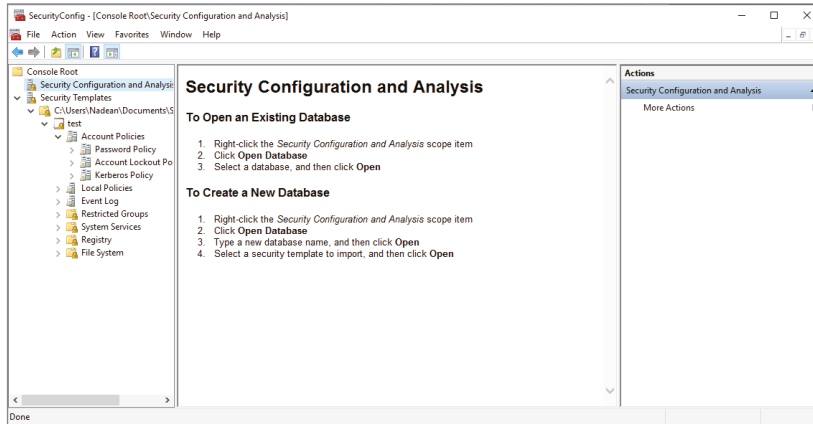 SecurityConfig - [Console Root\Security Configuration and Analysis]
File Action View Favorites Window Help
Console Root
Security Configuration and Analysis
Security Templates
C:\Users\Nadean\Documents\S
test
Account Policies
Password Policy
Account Lockout Po
Kerberos Policy
Local Policies
Event Log
Restricted Groups
System Services
Registry
File System
Security Configuration and Analysis
To Open an Existing Database
1. Right-click the Security Configuration and Analysis scope item
2. Click Open Database
3. Select a database, and then click Open
To Create a New Database
1. Right-click the Security Configuration and Analysis scope item
2. Click Open Database
3. Type a new database name, and then click Open
4. Select a security template to import, and then click Open
Actions
Security Configuration and Analysis
More Actions
Done